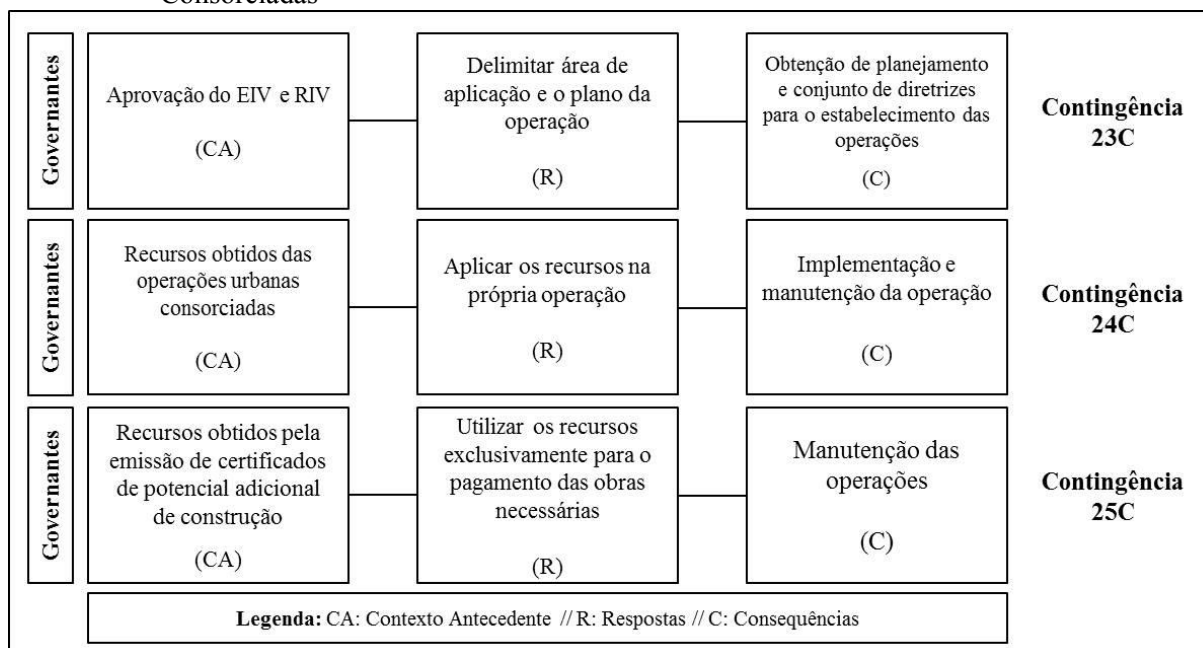 Consorciadas
Governantes
Aprovação do EIV e RIV
(CA)
Delimitar área de
aplicação e o plano da
operação
(R)
Obtenção de planejamento
e conjunto de diretrizes
para o estabelecimento das
operações
(C)
Contingência
23C
Governantes
Recursos obtidos das
operações urbanas
consorciadas
(CA)
Aplicar os recursos na
própria operação
(R)
Implementação e
manutenção da operação
(C)
Contingência
24C
Governantes
Recursos obtidos pela
emissão de certificados
de potencial adicional
de construção
(CA)
Utilizar os recursos
exclusivamente para o
pagamento das obras
necessárias
(R)
Manutenção das
operações
(C)
Contingência
25C
Legenda: CA: Contexto Antecedente // R: Respostas // C: Consequências